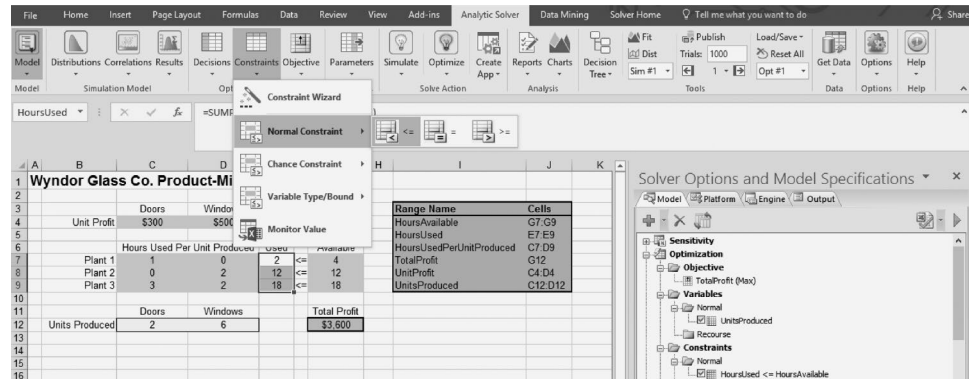 File Home Insert Page Layout Formulas Data Review View Add-ins Analytic Solver Data Mining Solver Home Tell me what you want to do Share
Model Distributions Correlations Results Decisions Constraints Objective Parameters Simulate Optimize Create App Reports Charts Decision Tree
Fit Publish Load/Save
Dist Trials: 1000 Reset All
Sim #1 1 Opt #1
Get Data Options Help
Model Simulation Model Solve Action Analysis Tools Data Options Help
Constraint Wizard
Normal Constraint <= = >=
Chance Constraint
Variable Type/Bound
Monitor Value
HoursUsed fx
A B C D H I J K
1 Wyndor Glass Co. Product-Mi
2
3 Doors Range Name Cells
4 Unit Profit $300 $500 HoursAvailable G7:G9
5 HoursUsed E7:E9
6 Hours Used Per Unit Produced Used Available HoursUsedPerUnitProduced C7:D9
7 Plant 1 1 0 2 <= 4 TotalProfit G12
8 Plant 2 0 2 12 <= 12 UnitProfit C4:D4
9 Plant 3 3 2 18 <= 18 UnitsProduced C12:D12
10
11 Doors Windows Total Profit
12 Units Produced 2 6 $3,600
13
14
15
16
Solver Options and Model Specifications
Model Platform Engine Output
Sensitivity
Optimization
Objective
TotalProfit (Max)
Variables
Normal
UnitsProduced
Recourse
Constraints
Normal
HoursUsed <= HoursAvailable